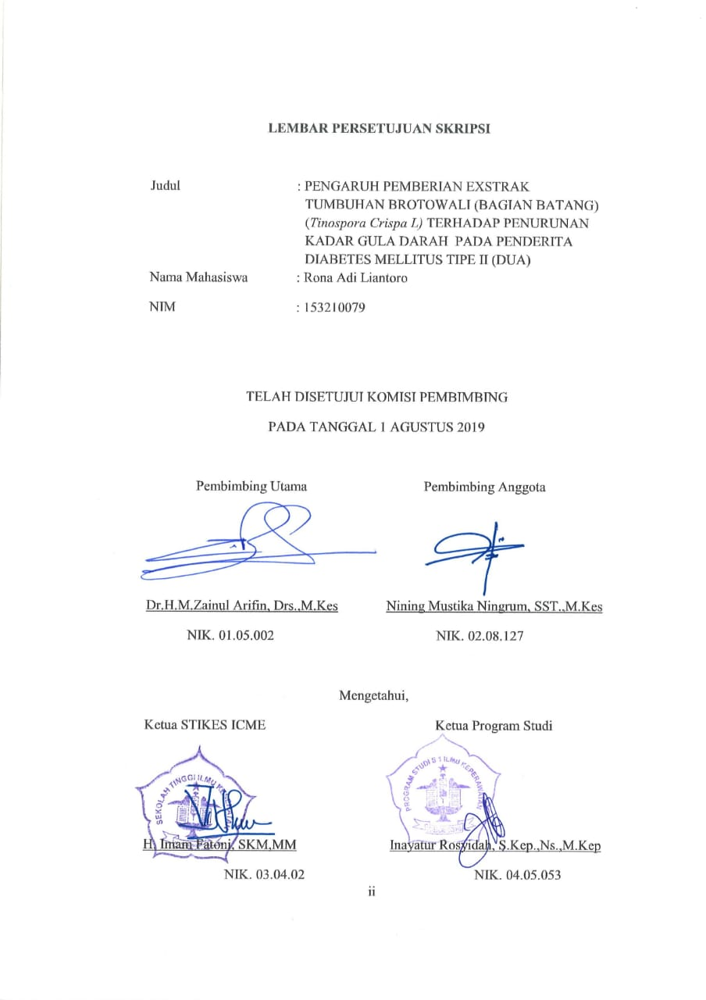 LEMBAR PERSETUJUAN SKRIPSI
Judul : PENGARUH PEMBERIAN EXSTRAK
TUMBUHAN BROTOWALI (BAGIAN BATANG)
(Tinospora Crispa L) TERHADAP PENURUNAN
KADAR GULA DARAH PADA PENDERITA
DIABETES MELLITUS TIPE II (DUA)
Nama Mahasiswa : Rona Adi Liantoro
NIM : 153210079
TELAH DISETUJUI KOMISI PEMBIMBING
PADA TANGGAL 1 AGUSTUS 2019
Pembimbing Utama Pembimbing Anggota
Dr.H.M.Zainul Arifin, Drs.,M.Kes Nining Mustika Ningrum, SST.,M.Kes
NIK. 01.05.002 NIK. 02.08.127
Mengetahui,
Ketua STIKES ICME Ketua Program Studi
SEKOLAH TINGGI ILMU
PROGRAM STUDI S 1 ILMU KEPERAWATAN
H. Imam Fatoni, SKM,MM Inayatur Rosyidah, S.Kep.,Ns.,M.Kep
NIK. 03.04.02 NIK. 04.05.053
ii